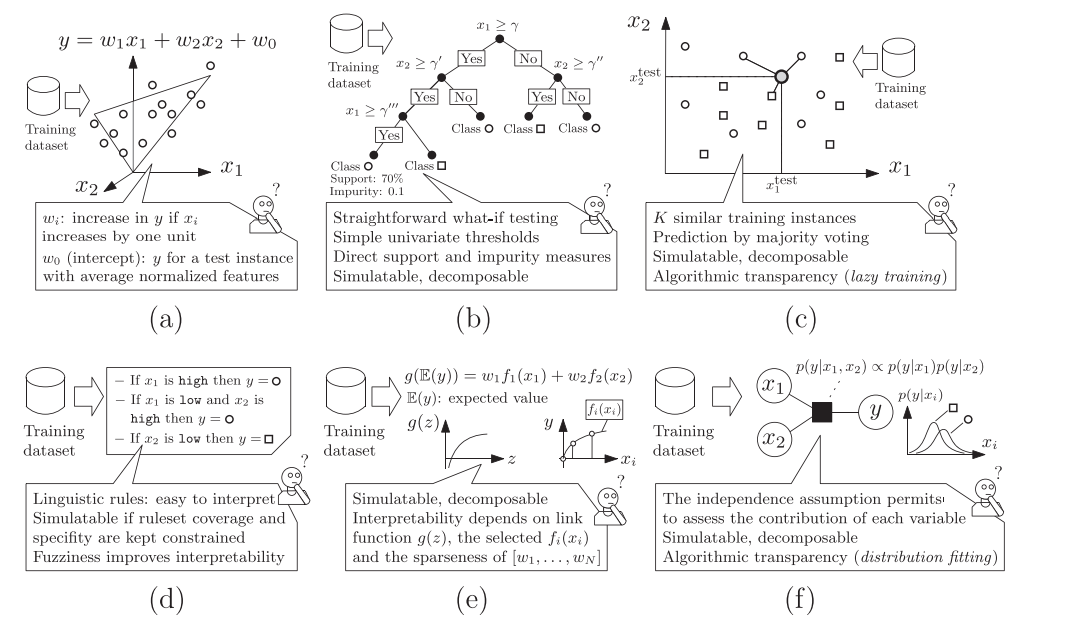 y = w₁x₁ + w₂x₂ + w₀
Training
dataset
x₁
x₂
?
wᵢ: increase in y if xᵢ
increases by one unit
w₀ (intercept): y for a test instance
with average normalized features
(a)
Training
dataset
x₁ ≥ γ
Yes
No
x₂ ≥ γ′
x₂ ≥ γ″
Yes
No
Yes
No
x₁ ≥ γ‴
Class
Class
Class
Yes
Class
Class
Support: 70%
Impurity: 0.1
?
Straightforward what-if testing
Simple univariate thresholds
Direct support and impurity measures
Simulatable, decomposable
(b)
x₂
x₂ᵗᵉˢᵗ
Training
dataset
x₁
x₁ᵗᵉˢᵗ
?
K similar training instances
Prediction by majority voting
Simulatable, decomposable
Algorithmic transparency (lazy training)
(c)
Training
dataset
– If x₁ is high then y =
– If x₁ is low and x₂ is
high then y =
– If x₂ is low then y =
?
Linguistic rules: easy to interpret
Simulatable if ruleset coverage and
specifity are kept constrained
Fuzziness improves interpretability
(d)
Training
dataset
g(𝔼(y)) = w₁f₁(x₁) + w₂f₂(x₂)
𝔼(y): expected value
g(z)
z
y
fᵢ(xᵢ)
xᵢ
?
Simulatable, decomposable
Interpretability depends on link
function g(z), the selected fᵢ(xᵢ)
and the sparseness of [w₁, . . . , w_N]
(e)
Training
dataset
p(y|x₁, x₂) ∝ p(y|x₁)p(y|x₂)
x₁
x₂
y
p(y|xᵢ)
xᵢ
?
The independence assumption permits
to assess the contribution of each variable
Simulatable, decomposable
Algorithmic transparency (distribution fitting)
(f)